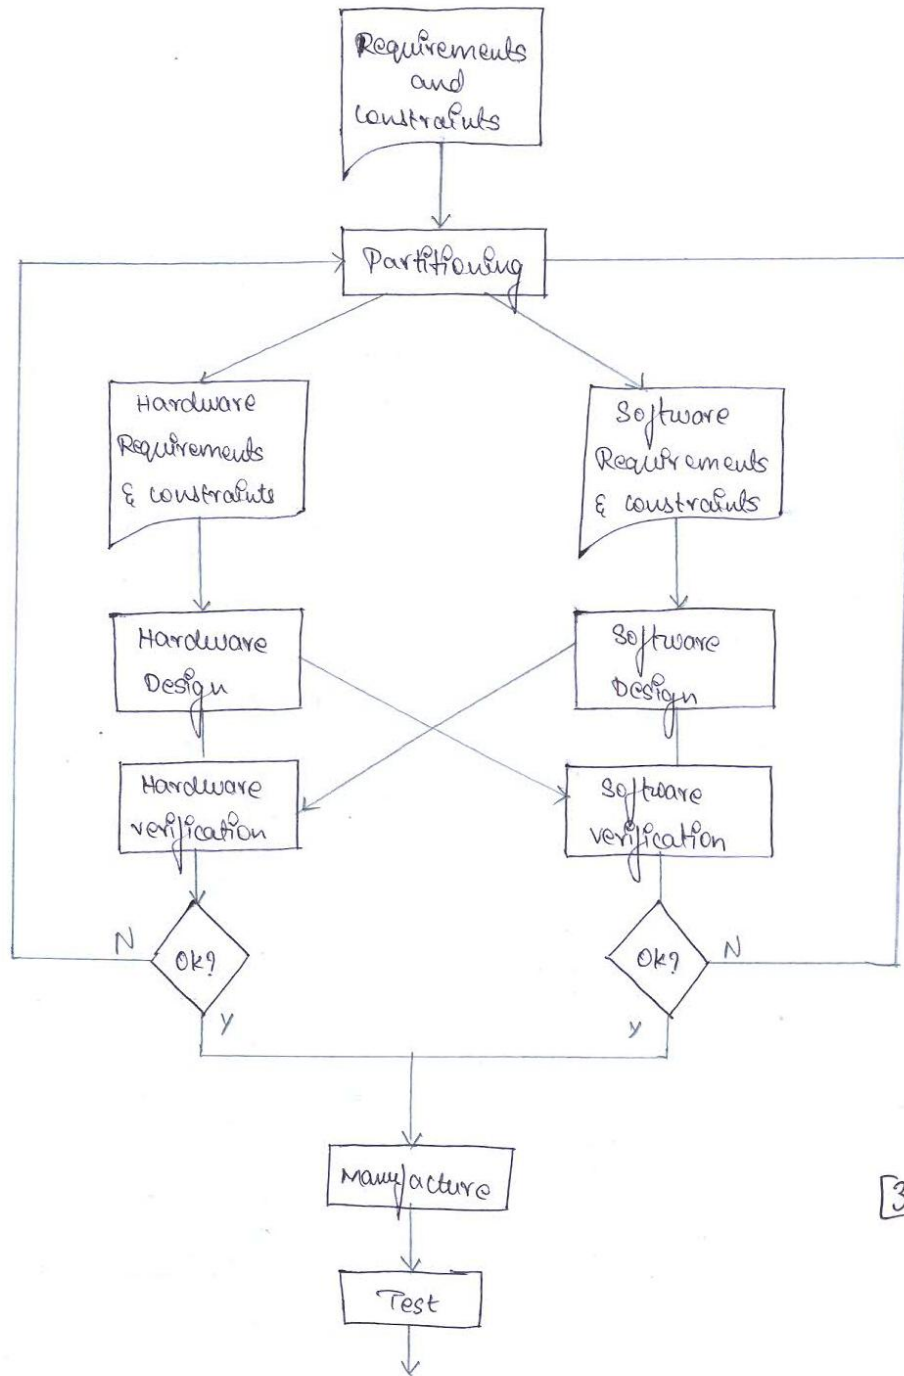 Requirements
and
constraints
Partitioning
Hardware
Requirements
& constraints
Software
Requirements
& constraints
Hardware
Design
Software
Design
Hardware
verification
Software
verification
N
Ok?
Ok?
N
Y
Y
Manufacture
[3
Test